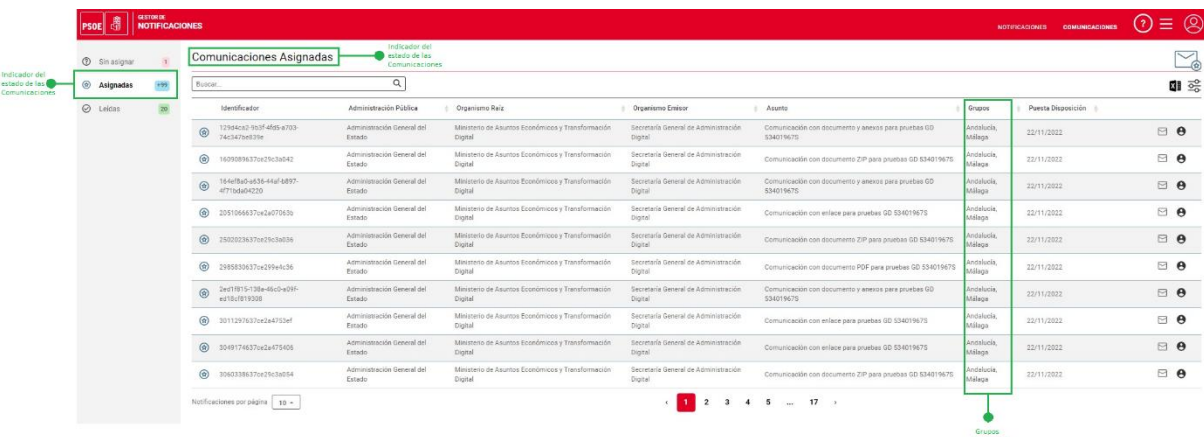 PSOE GESTOR DE
NOTIFICACIONES
NOTIFICACIONES COMUNICACIONES ?
Sin asignar 1
Asignadas +99
Leídas 20
Indicador del
estado de las
Comunicaciones
Comunicaciones Asignadas
Indicador del
estado de las
Comunicaciones
Buscar...
Identificador Administración Pública Organismo Raíz Organismo Emisor Asunto Grupos Puesta Disposición
129d4ca2-9b3f-4fd5-a703-
74c347be839e
Administración General del
Estado
Ministerio de Asuntos Económicos y Transformación
Digital
Secretaría General de Administración
Digital
Comunicación con documento y anexos para pruebas GD
53401967S
Andalucía,
Málaga
22/11/2022
1609089637ce29c3a042
Administración General del
Estado
Ministerio de Asuntos Económicos y Transformación
Digital
Secretaría General de Administración
Digital
Comunicación con documento ZIP para pruebas GD 53401967S
Andalucía,
Málaga
22/11/2022
164ef8a0-e636-44af-b897-
4f71bda04220
Administración General del
Estado
Ministerio de Asuntos Económicos y Transformación
Digital
Secretaría General de Administración
Digital
Comunicación con documento y anexos para pruebas GD
53401967S
Andalucía,
Málaga
22/11/2022
2051066637ce2a07063b
Administración General del
Estado
Ministerio de Asuntos Económicos y Transformación
Digital
Secretaría General de Administración
Digital
Comunicación con enlace para pruebas GD 53401967S
Andalucía,
Málaga
22/11/2022
2502023637ce29c3a036
Administración General del
Estado
Ministerio de Asuntos Económicos y Transformación
Digital
Secretaría General de Administración
Digital
Comunicación con documento ZIP para pruebas GD 53401967S
Andalucía,
Málaga
22/11/2022
2985830637ce299e4c36
Administración General del
Estado
Ministerio de Asuntos Económicos y Transformación
Digital
Secretaría General de Administración
Digital
Comunicación con documento PDF para pruebas GD 53401967S
Andalucía,
Málaga
22/11/2022
2ed1f815-138e-46c0-a09f-
ed18cf819308
Administración General del
Estado
Ministerio de Asuntos Económicos y Transformación
Digital
Secretaría General de Administración
Digital
Comunicación con documento y anexos para pruebas GD
53401967S
Andalucía,
Málaga
22/11/2022
3011297637ce2a4753ef
Administración General del
Estado
Ministerio de Asuntos Económicos y Transformación
Digital
Secretaría General de Administración
Digital
Comunicación con enlace para pruebas GD 53401967S
Andalucía,
Málaga
22/11/2022
3049174637ce2a475406
Administración General del
Estado
Ministerio de Asuntos Económicos y Transformación
Digital
Secretaría General de Administración
Digital
Comunicación con enlace para pruebas GD 53401967S
Andalucía,
Málaga
22/11/2022
3060338637ce29c3a054
Administración General del
Estado
Ministerio de Asuntos Económicos y Transformación
Digital
Secretaría General de Administración
Digital
Comunicación con documento ZIP para pruebas GD 53401967S
Andalucía,
Málaga
22/11/2022
Notificaciones por página 10
‹ 1 2 3 4 5 ... 17 ›
Grupos